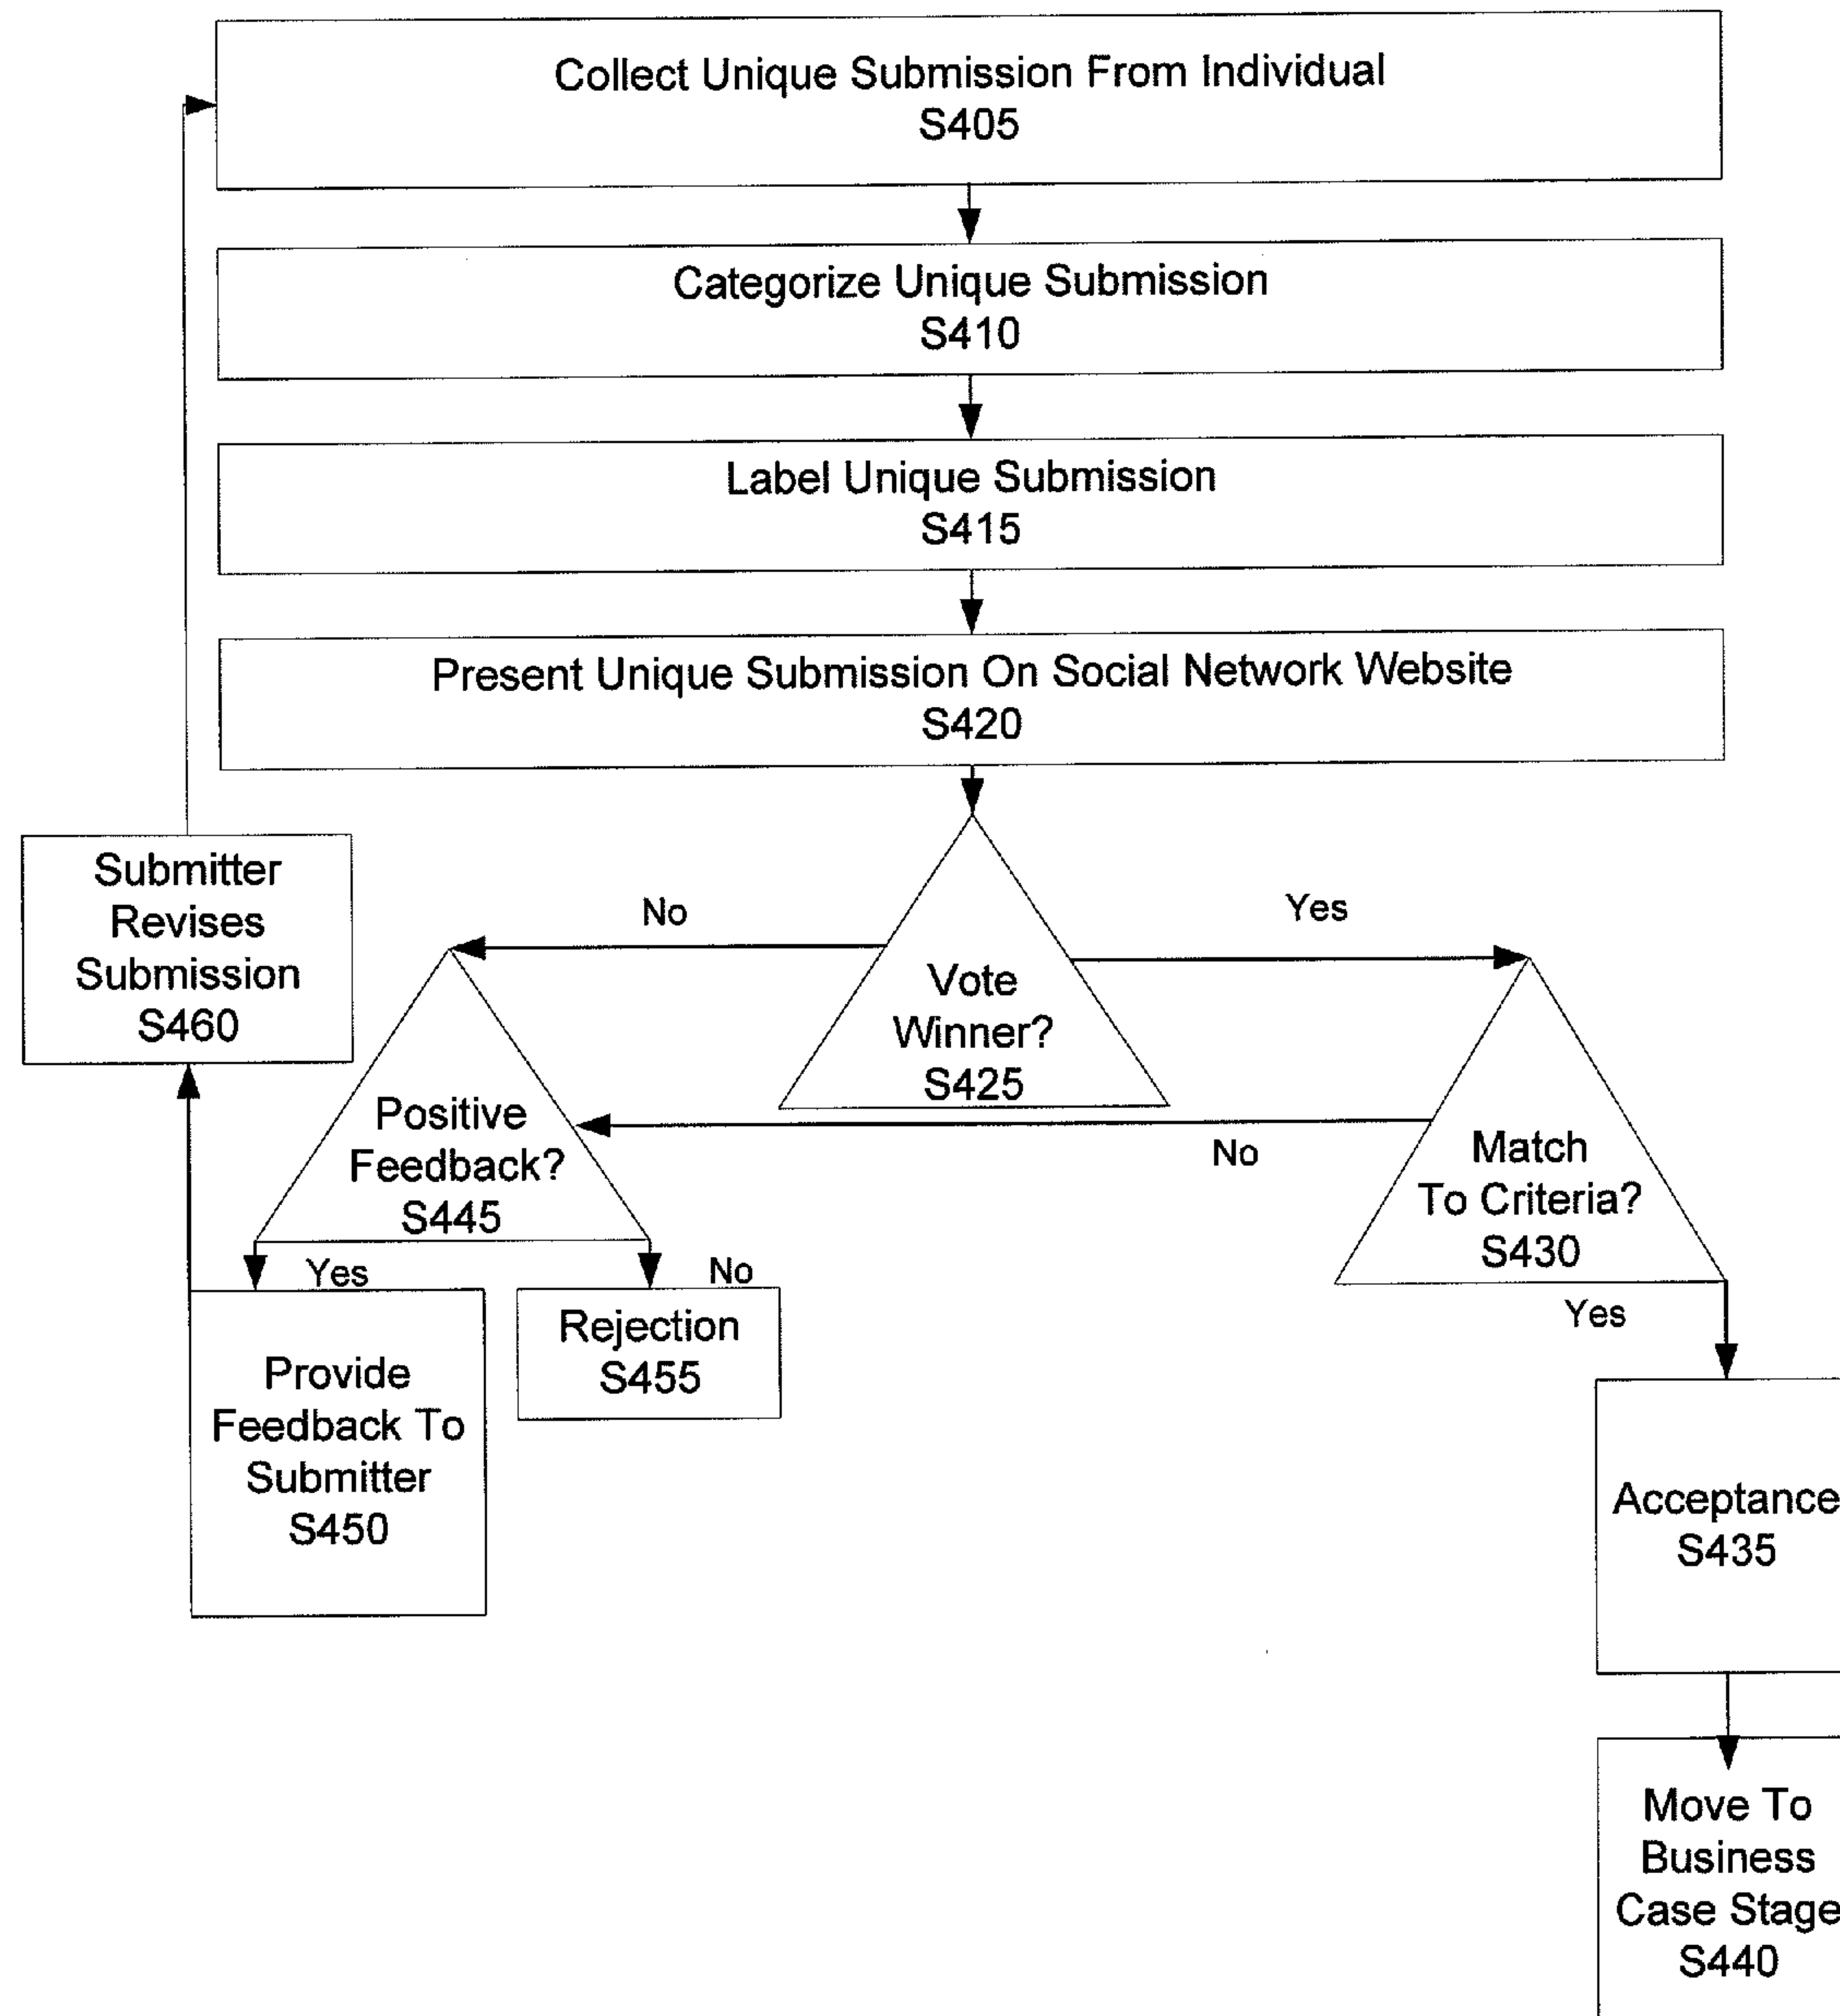 Collect Unique Submission From Individual
S405
Categorize Unique Submission
S410
Label Unique Submission
S415
Present Unique Submission On Social Network Website
S420
Submitter
Revises
Submission
S460
No
Yes
Vote
Winner?
S425
Positive
Feedback?
S445
No
Match
To Criteria?
S430
Yes
No
Yes
Provide
Feedback To
Submitter
S450
Rejection
S455
Acceptance
S435
Move To
Business
Case Stage
S440